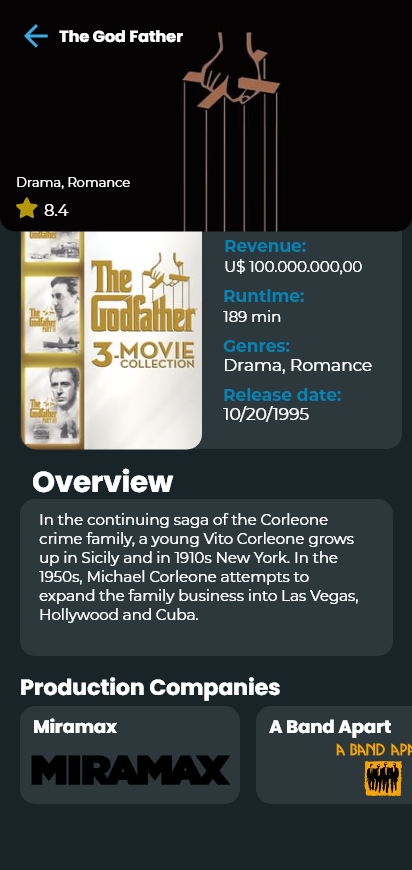 The God Father
Drama, Romance
8.4
Revenue:
U$ 100.000.000,00
Runtime:
189 min
Genres:
Drama, Romance
Release date:
10/20/1995
The
Godfather
3-MOVIE
COLLECTION
Overview
In the continuing saga of the Corleone
crime family, a young Vito Corleone grows
up in Sicily and in 1910s New York. In the
1950s, Michael Corleone attempts to
expand the family business into Las Vegas,
Hollywood and Cuba.
Production Companies
Miramax
MIRAMAX
A Band Apart
A BAND APA